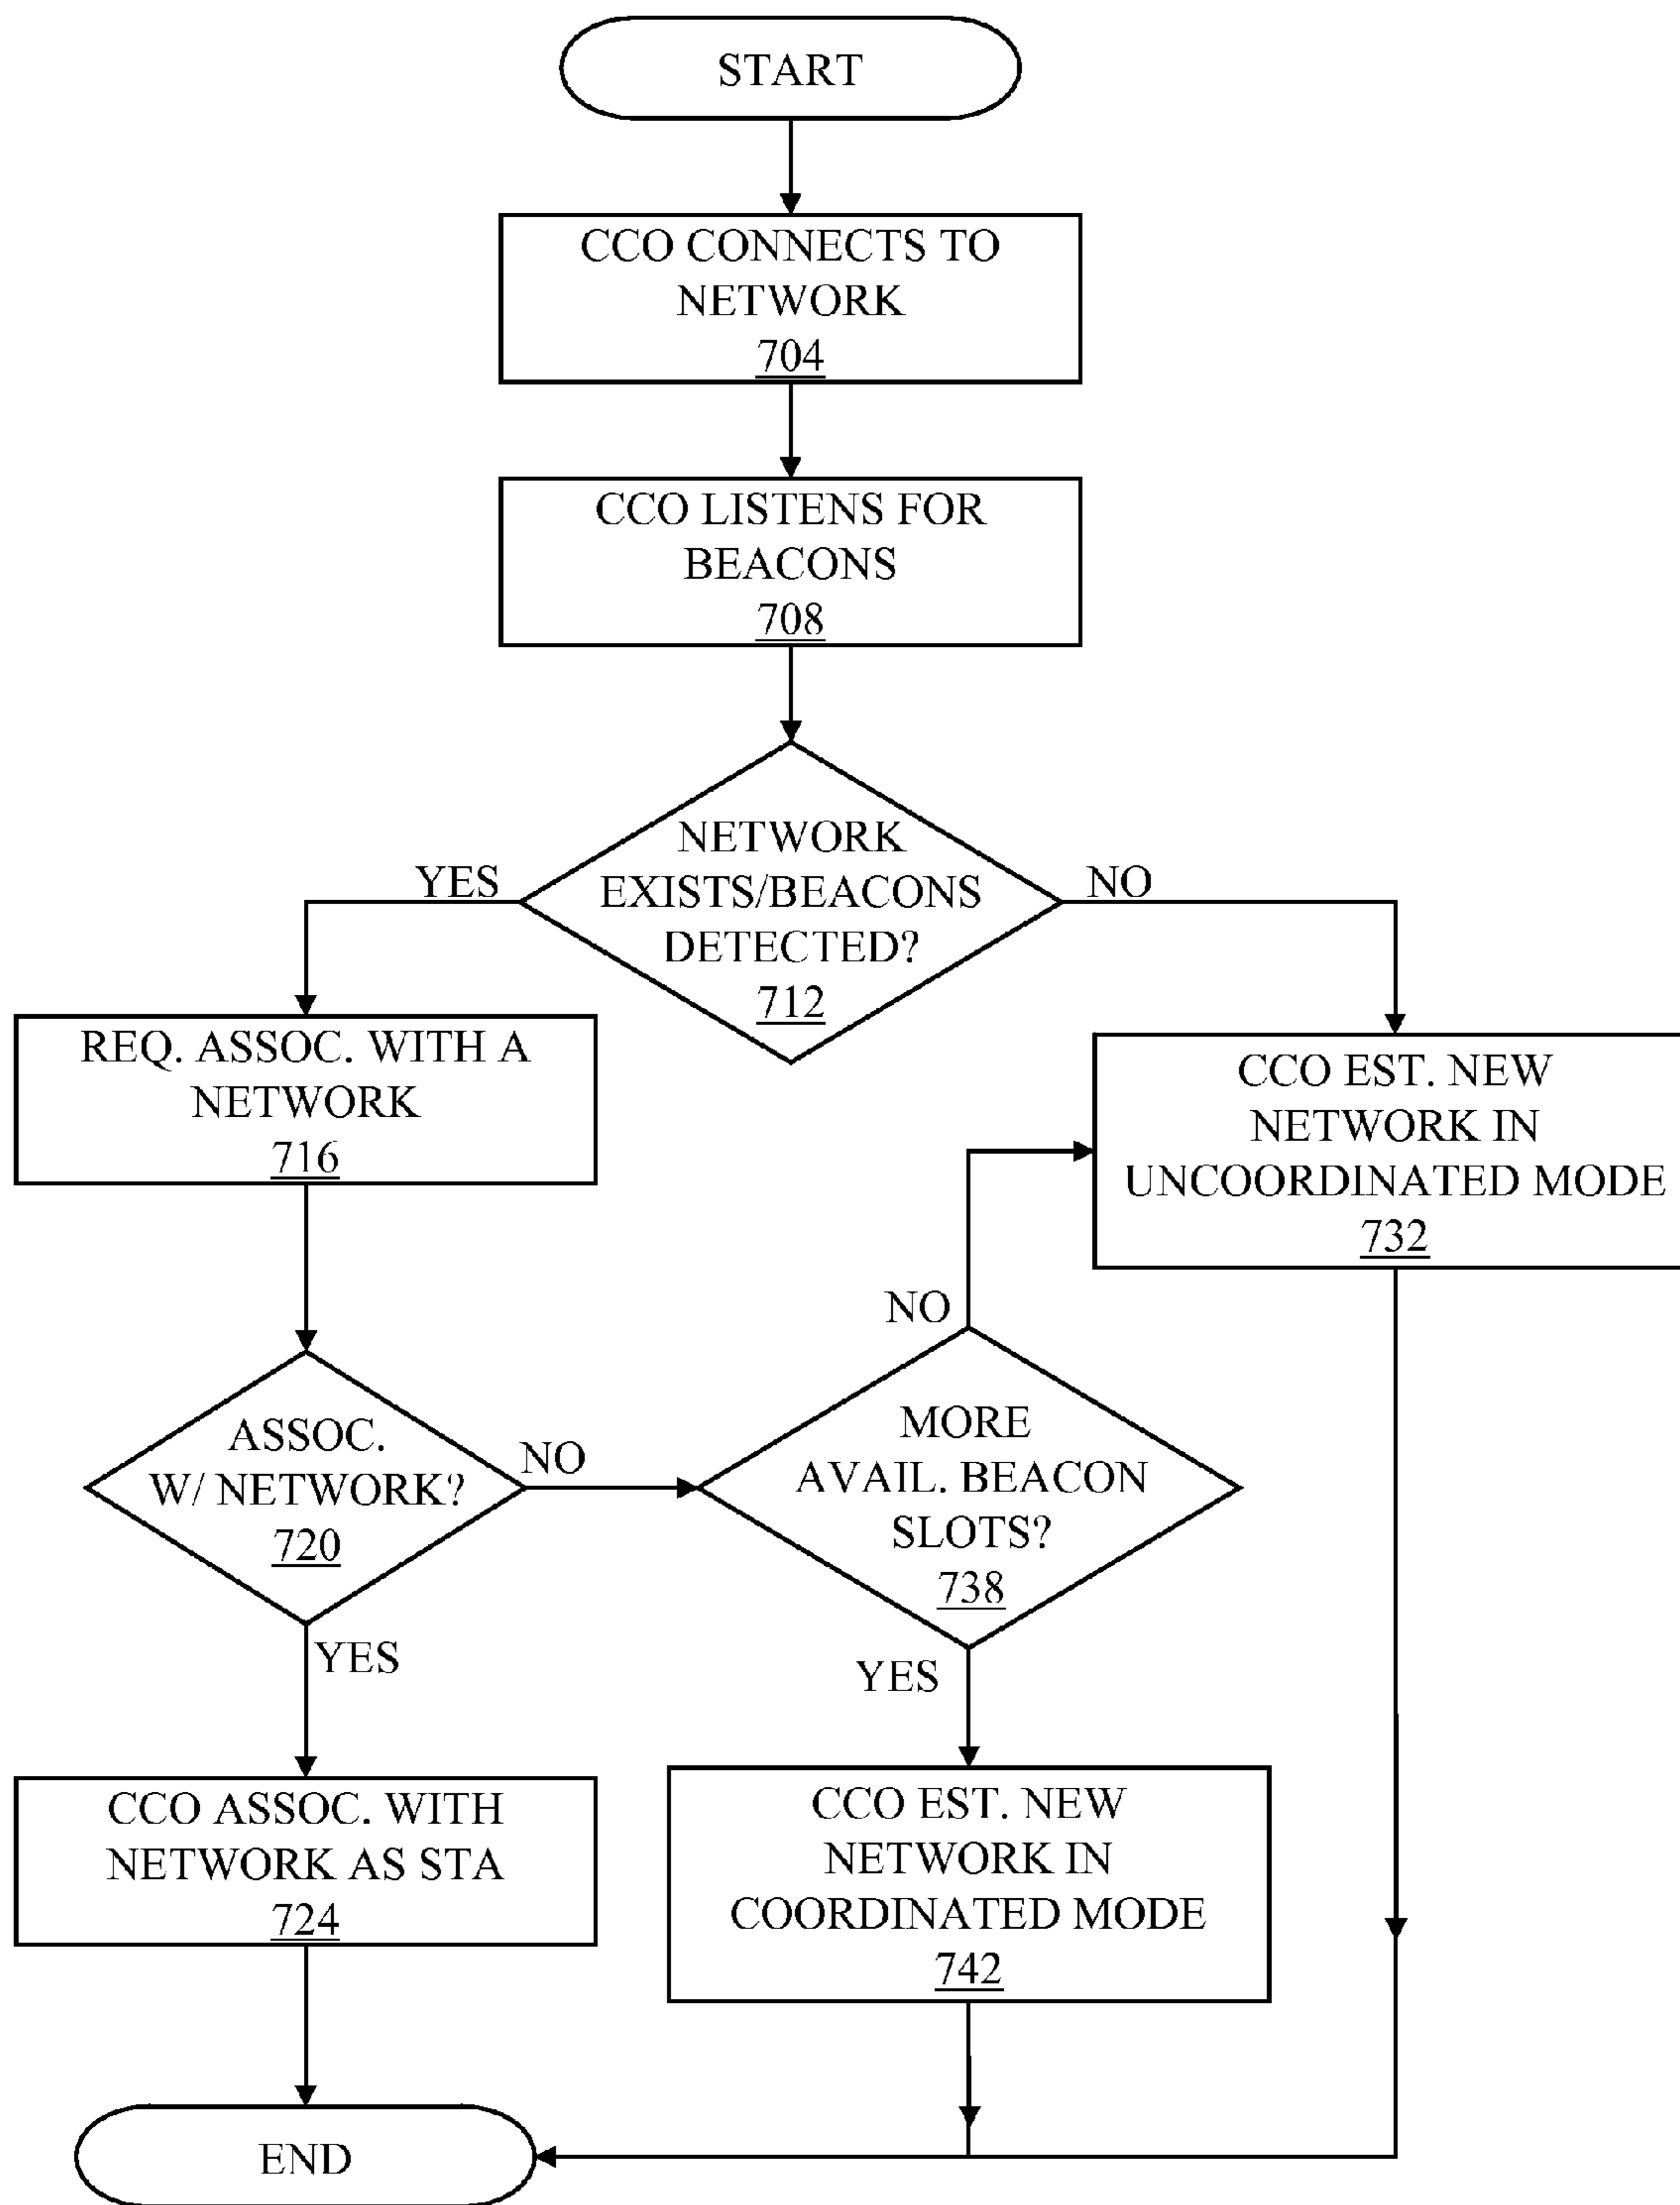 START
CCO CONNECTS TO
NETWORK
704
CCO LISTENS FOR
BEACONS
708
NETWORK
EXISTS/BEACONS
DETECTED?
712
YES
NO
REQ. ASSOC. WITH A
NETWORK
716
CCO EST. NEW
NETWORK IN
UNCOORDINATED MODE
732
ASSOC.
W/ NETWORK?
720
NO
YES
MORE
AVAIL. BEACON
SLOTS?
738
NO
YES
CCO ASSOC. WITH
NETWORK AS STA
724
CCO EST. NEW
NETWORK IN
COORDINATED MODE
742
END